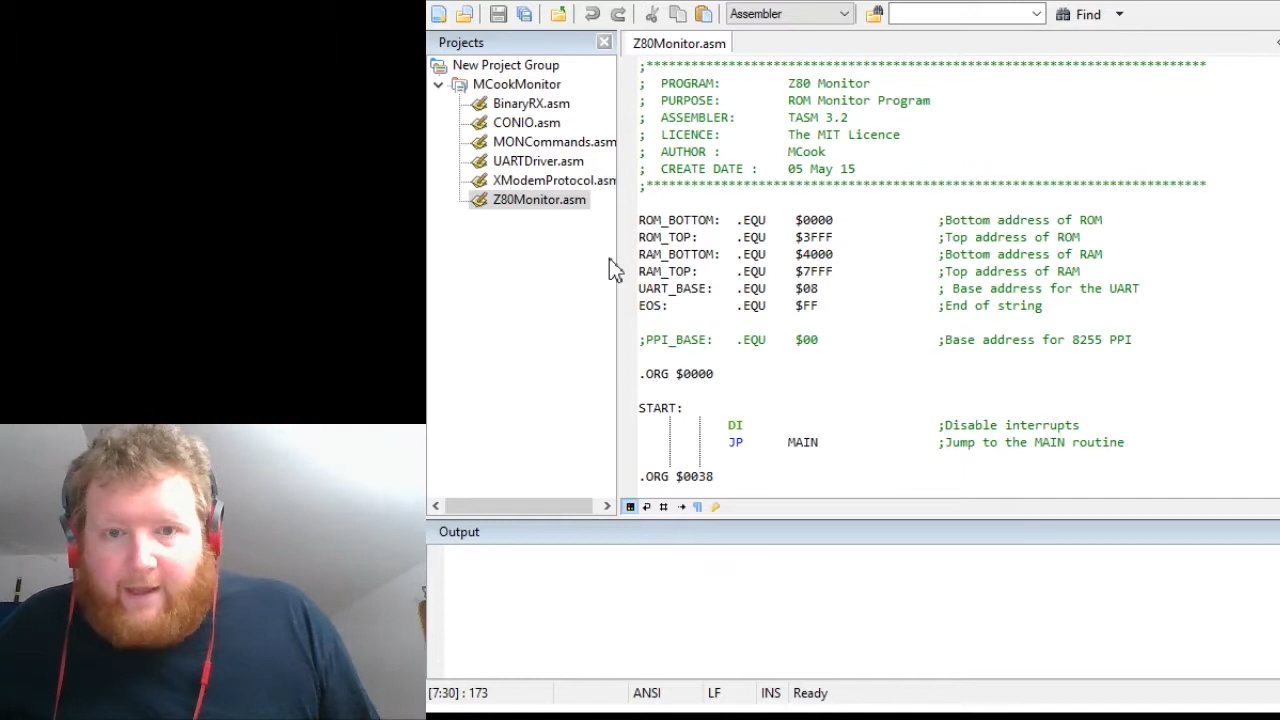 Assembler
Find
Projects
New Project Group
MCookMonitor
BinaryRX.asm
CONIO.asm
MONCommands.asm
UARTDriver.asm
XModemProtocol.asm
Z80Monitor.asm
Z80Monitor.asm
;***************************************************************************
; PROGRAM: Z80 Monitor
; PURPOSE: ROM Monitor Program
; ASSEMBLER: TASM 3.2
; LICENCE: The MIT Licence
; AUTHOR : MCook
; CREATE DATE : 05 May 15
;***************************************************************************
ROM_BOTTOM: .EQU $0000 ;Bottom address of ROM
ROM_TOP: .EQU $3FFF ;Top address of ROM
RAM_BOTTOM: .EQU $4000 ;Bottom address of RAM
RAM_TOP: .EQU $7FFF ;Top address of RAM
UART_BASE: .EQU $08 ; Base address for the UART
EOS: .EQU $FF ;End of string
;PPI_BASE: .EQU $00 ;Base address for 8255 PPI
.ORG $0000
START:
DI ;Disable interrupts
JP MAIN ;Jump to the MAIN routine
.ORG $0038
Output
[7:30] : 173 ANSI LF INS Ready